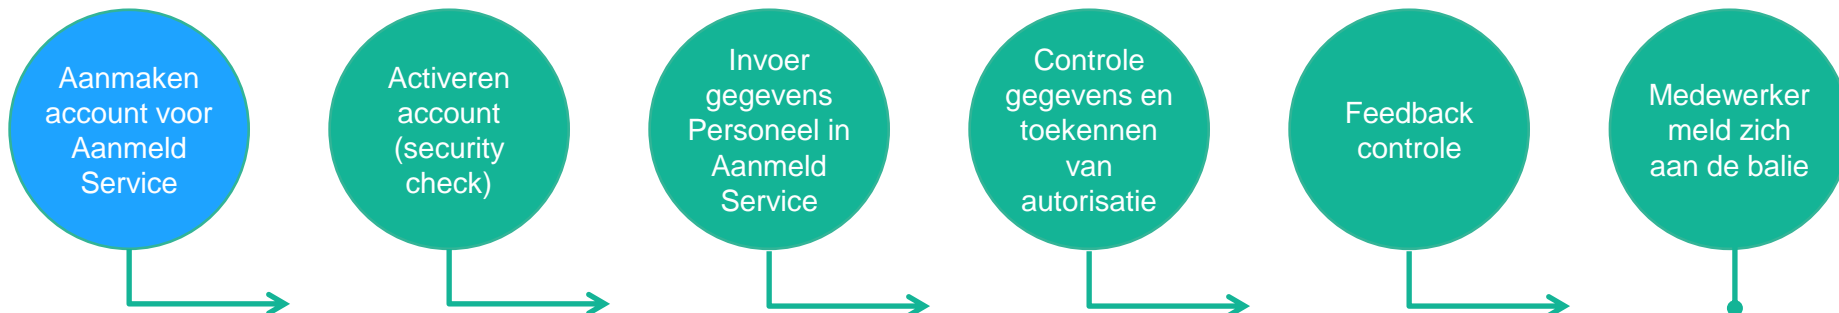 Aanmaken
account voor
Aanmeld
Service
Activeren
account
(security
check)
Invoer
gegevens
Personeel in
Aanmeld
Service
Controle
gegevens en
toekennen
van
autorisatie
Feedback
controle
Medewerker
meld zich
aan de balie